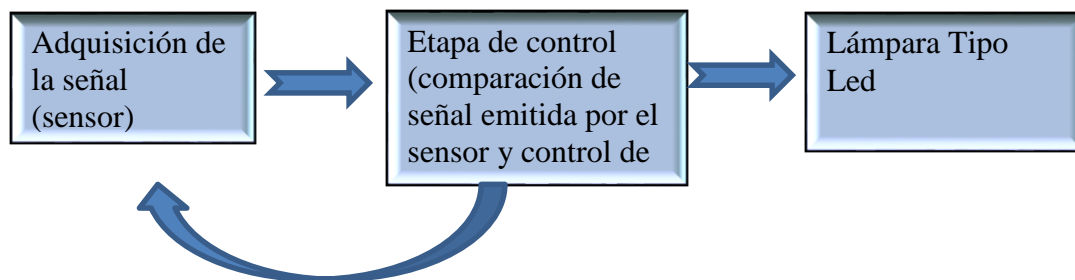 Adquisición de
la señal
(sensor)
Etapa de control
(comparación de
señal emitida por el
sensor y control de
Lámpara Tipo
Led